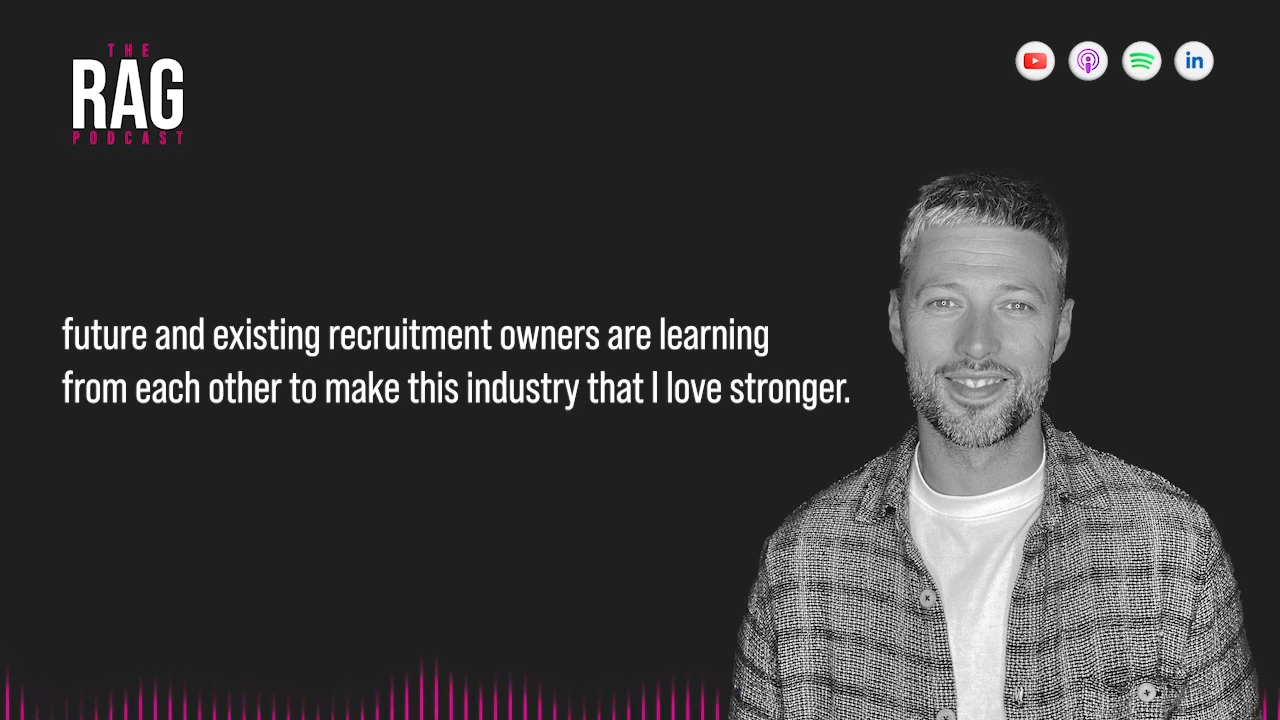 THE
RAG
PODCAST
in
future and existing recruitment owners are learning
from each other to make this industry that I love stronger.